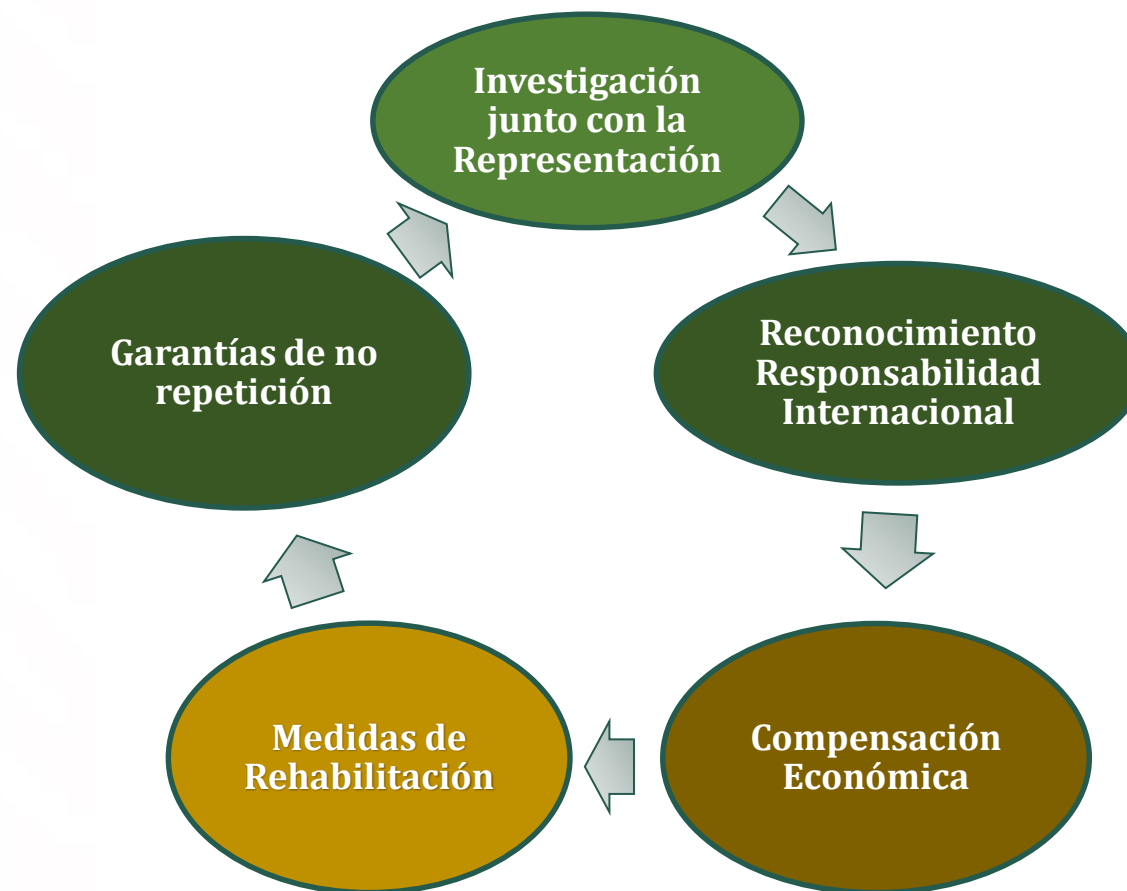 Investigación
junto con la
Representación
Reconocimiento
Responsabilidad
Internacional
Compensación
Económica
Medidas de
Rehabilitación
Garantías de no
repetición